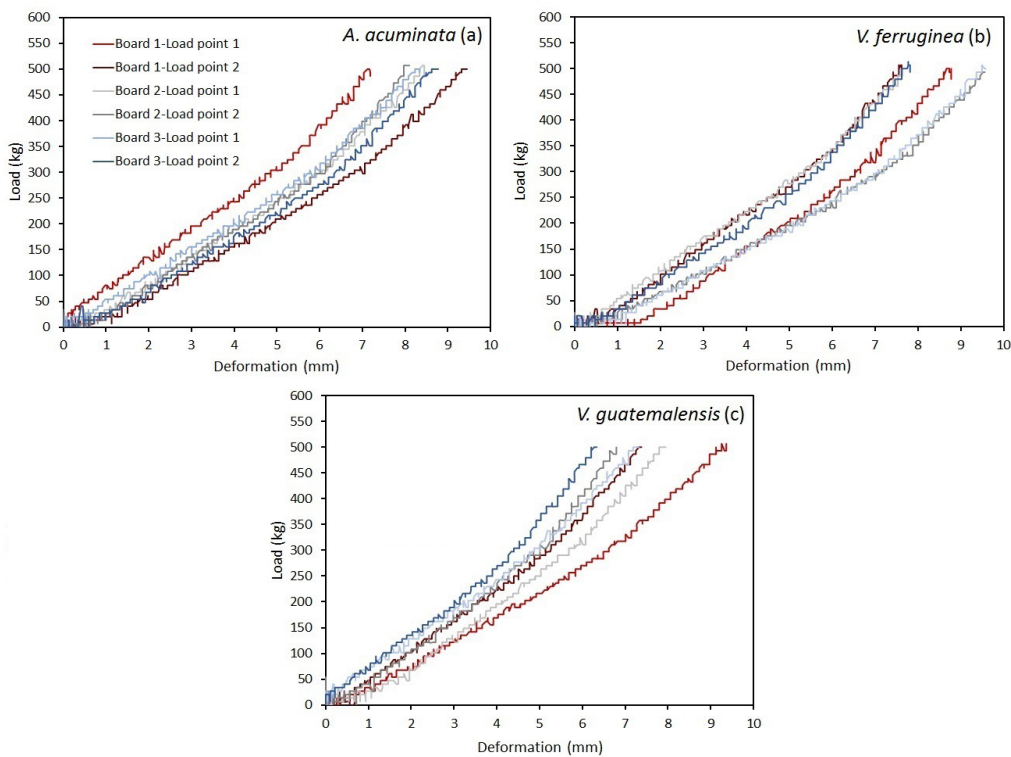 A. acuminata (a)
Board 1-Load point 1
Board 1-Load point 2
Board 2-Load point 1
Board 2-Load point 2
Board 3-Load point 1
Board 3-Load point 2
Load (kg)
600
550
500
450
400
350
300
250
200
150
100
50
0
0 1 2 3 4 5 6 7 8 9 10
Deformation (mm)
V. ferruginea (b)
Load (kg)
600
550
500
450
400
350
300
250
200
150
100
50
0
0 1 2 3 4 5 6 7 8 9 10
Deformation (mm)
V. guatemalensis (c)
Load (kg)
600
550
500
450
400
350
300
250
200
150
100
50
0
0 1 2 3 4 5 6 7 8 9 10
Deformation (mm)